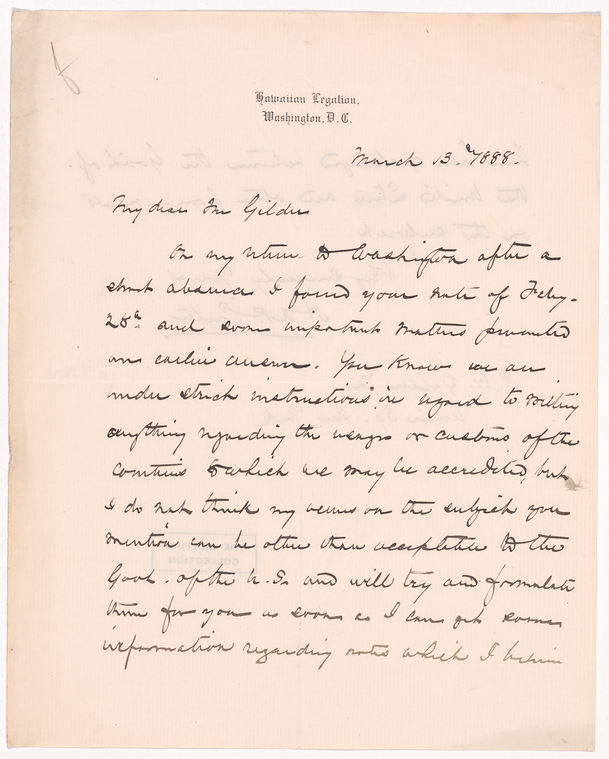 Hawaiian Legation,
Washington, D. C.
March 13. 1888.
My dear Mr Gilder
On my return to Washington after a
short absence I found your note of Feby.
28th and some important matters prevented
an earlier answer. You know we are
under strict instructions in regard to writing
anything regarding the usages or customs of the
countries to which we may be accredited, but
I do not think my views on the subject you
mention can be other than acceptable to the
Govt. of the U.S. and will try and formulate
them for you as soon as I can get some
information regarding notes which I